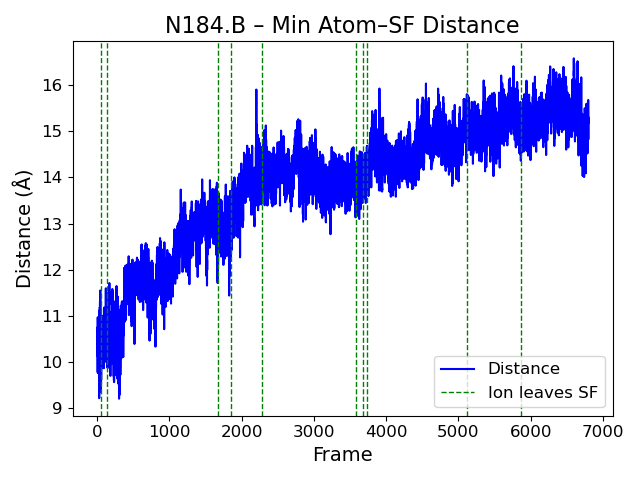 N184.B – Min Atom–SF Distance
Distance (Å)
16
15
14
13
12
11
10
9
0 1000 2000 3000 4000 5000 6000 7000
Frame
Distance
Ion leaves SF